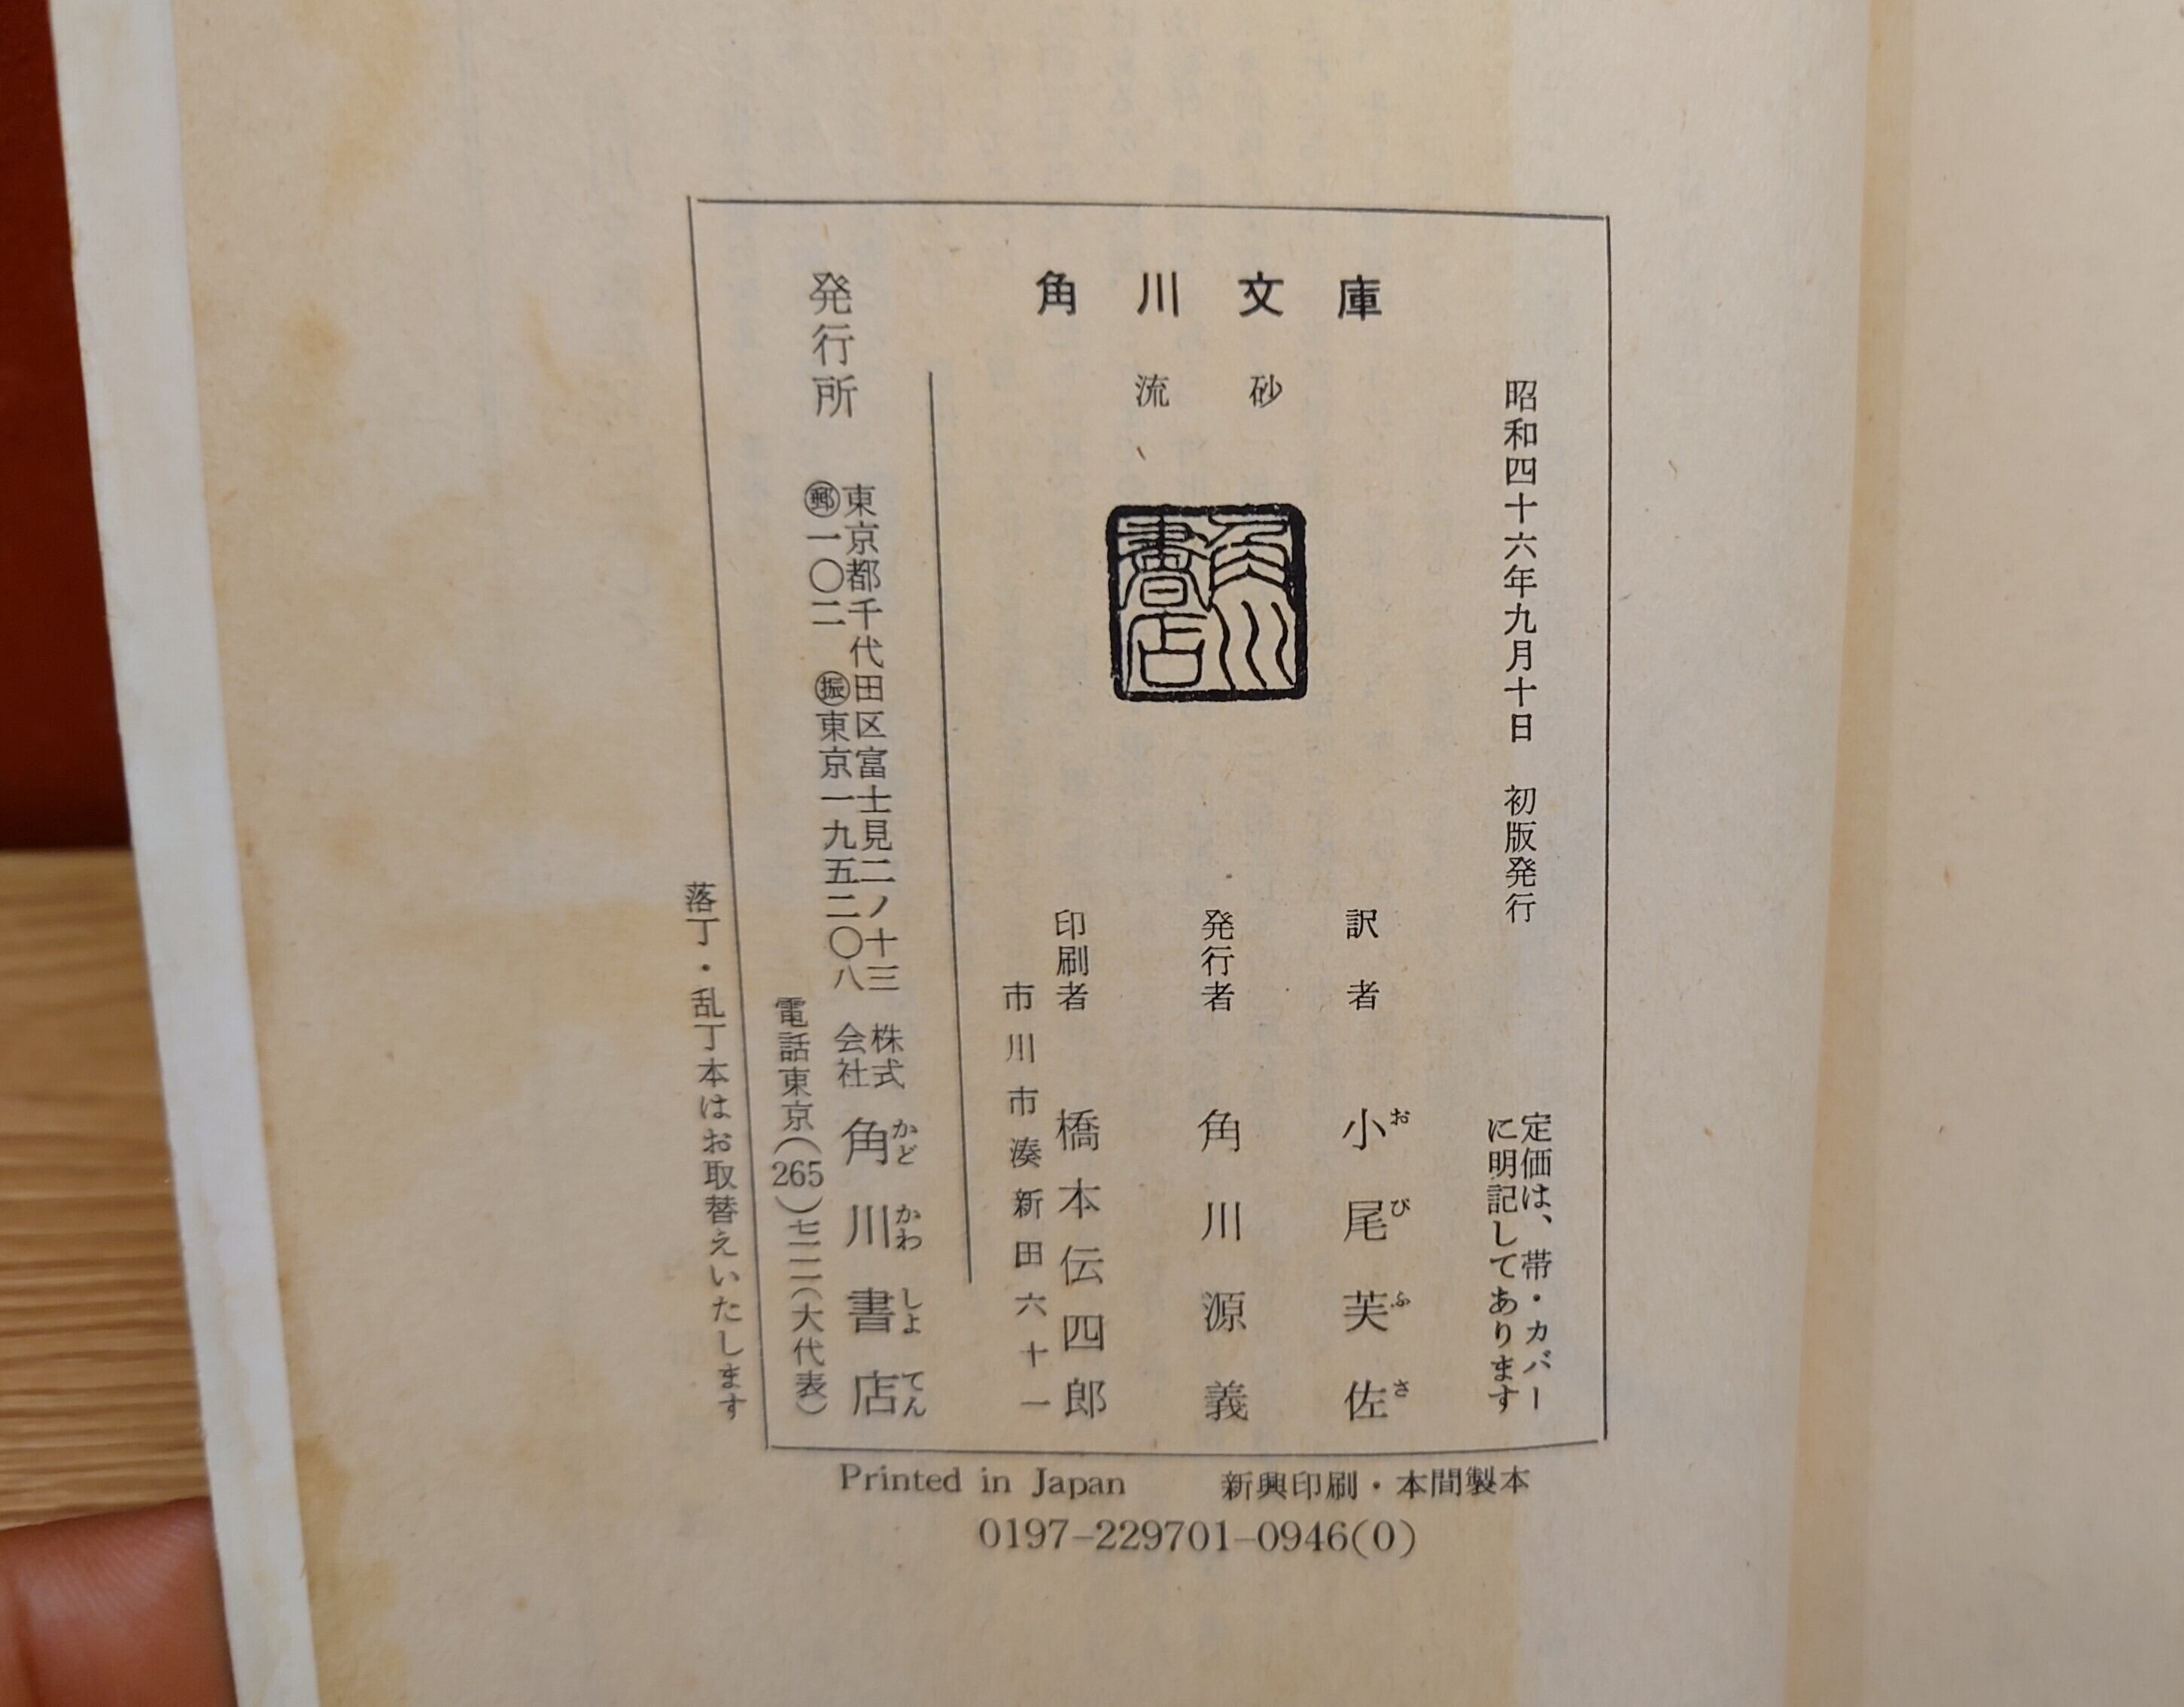 角川文庫
流砂
昭和四十六年九月十日　初版発行
定価は、帯・カバー
に明記してあります
訳者　小尾芙佐
おびふさ
発行者　角川源義
角川書店
印刷者　橋本伝四郎
市川市湊新田六十一
発行所
東京都千代田区富士見二ノ十三
㊞一〇二　㊞東京一九五二〇八
株式
会社
角川書店
かどかわしよてん
電話東京(265)七一一一(大代表)
落丁・乱丁本はお取替えいたします
Printed in Japan　新興印刷・本間製本
0197-229701-0946(0)